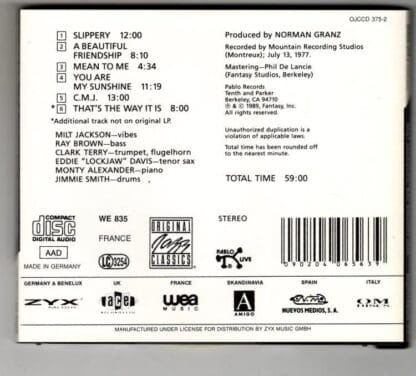 OJCCD 375-2
1 SLIPPERY 12:00
2 A BEAUTIFUL
FRIENDSHIP 8:10
3 MEAN TO ME 4:34
4 YOU ARE
MY SUNSHINE 11:19
5 C.M.J. 13:00
* 6 THAT'S THE WAY IT IS 8:00
*Additional track not on original LP.
MILT JACKSON—vibes
RAY BROWN—bass
CLARK TERRY—trumpet, flugelhorn
EDDIE "LOCKJAW" DAVIS—tenor sax
MONTY ALEXANDER—piano
JIMMIE SMITH—drums
Produced by NORMAN GRANZ
Recorded by Mountain Recording Studios
(Montreux); July 13, 1977.
Mastering—Phil De Lancie
(Fantasy Studios, Berkeley)
Pablo Records
Tenth and Parker
Berkeley, CA 94710
℗ & © 1989, Fantasy, Inc.
All rights reserved.
Unauthorized duplication is a
violation of applicable laws.
Total time has been rounded off
to the nearest minute.
TOTAL TIME 59:00
COMPACT
disc
DIGITAL AUDIO
AAD
MADE IN GERMANY
WE 835
FRANCE
LC 0254
ORIGINAL
Jazz
CLASSICS
STEREO
PABLO
LIVE
0 90204 06563 9
GERMANY & BENELUX
UK
FRANCE
SKANDINAVIA
SPAIN
ITALY
ZYX
ace
wea
MUSIC
A
AMIGO
NUEVOS MEDIOS, S. A.
OM
MANUFACTURED UNDER LICENSE FOR DISTRIBUTION BY ZYX MUSIC GMBH